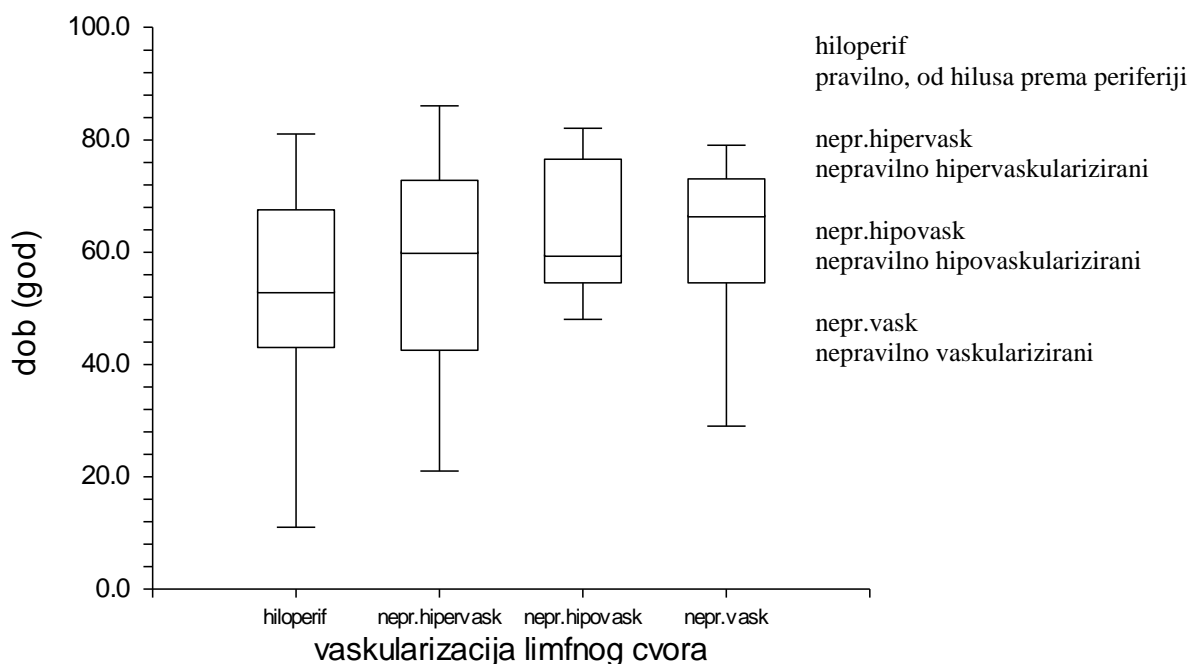 100.0
80.0
60.0
40.0
20.0
0.0
dob (god)
hiloperif
nepr.hipervask
nepr.hipovask
nepr.vask
vaskularizacija limfnog cvora
hiloperif
pravilno, od hilusa prema periferiji
nepr.hipervask
nepravilno hipervaskularizirani
nepr.hipovask
nepravilno hipovaskularizirani
nepr.vask
nepravilno vaskularizirani